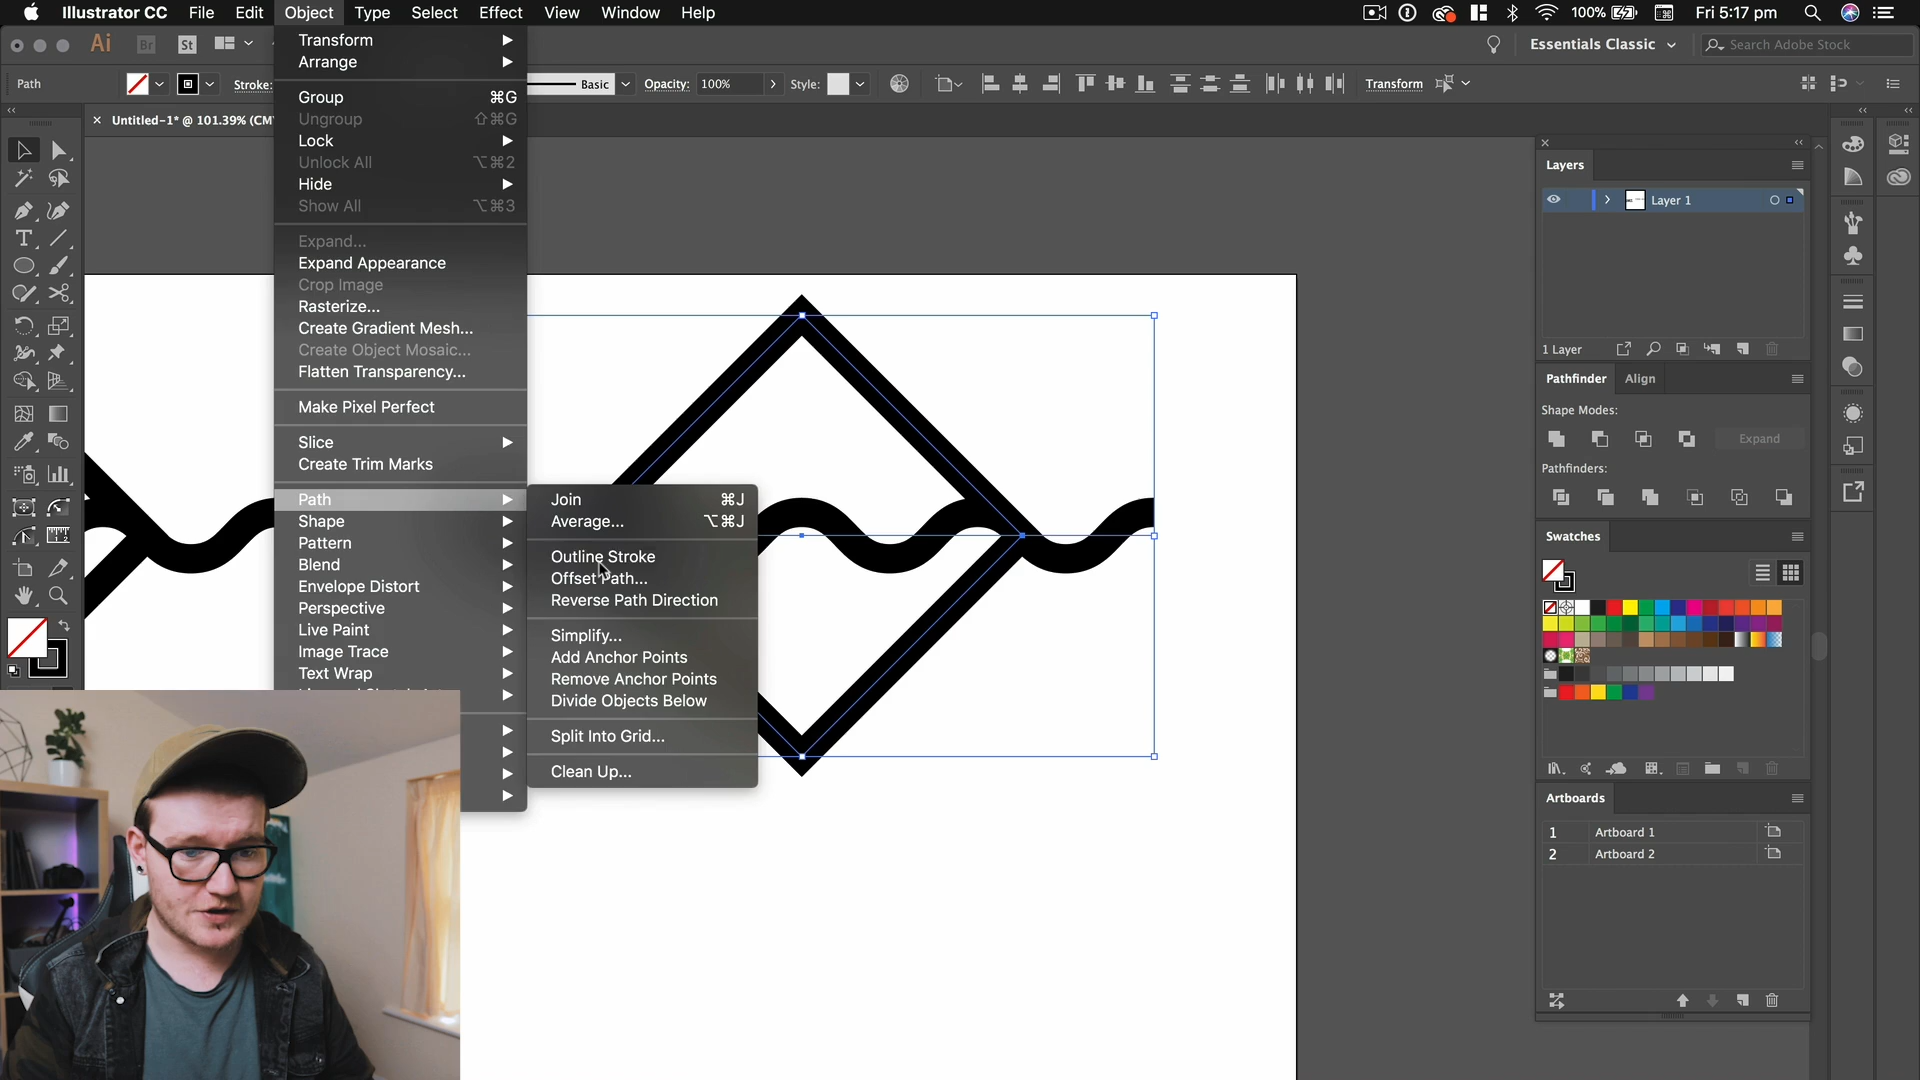 Illustrator CC File Edit Object Type Select Effect View Window Help 100% Fri 5:17 pm
Ai Br St Essentials Classic Search Adobe Stock
Path Stroke: Basic Opacity: 100% Style: Transform
Untitled-1* @ 101.39% (CM
Transform
Arrange
Group ⌘G
Ungroup ⇧⌘G
Lock
Unlock All ⌥⌘2
Hide
Show All ⌥⌘3
Expand...
Expand Appearance
Crop Image
Rasterize...
Create Gradient Mesh...
Create Object Mosaic...
Flatten Transparency...
Make Pixel Perfect
Slice
Create Trim Marks
Path
Shape
Pattern
Blend
Envelope Distort
Perspective
Live Paint
Image Trace
Text Wrap
Join ⌘J
Average... ⌥⌘J
Outline Stroke
Offset Path...
Reverse Path Direction
Simplify...
Add Anchor Points
Remove Anchor Points
Divide Objects Below
Split Into Grid...
Clean Up...
Layers
Layer 1
1 Layer
Pathfinder Align
Shape Modes:
Expand
Pathfinders:
Swatches
Artboards
1 Artboard 1
2 Artboard 2